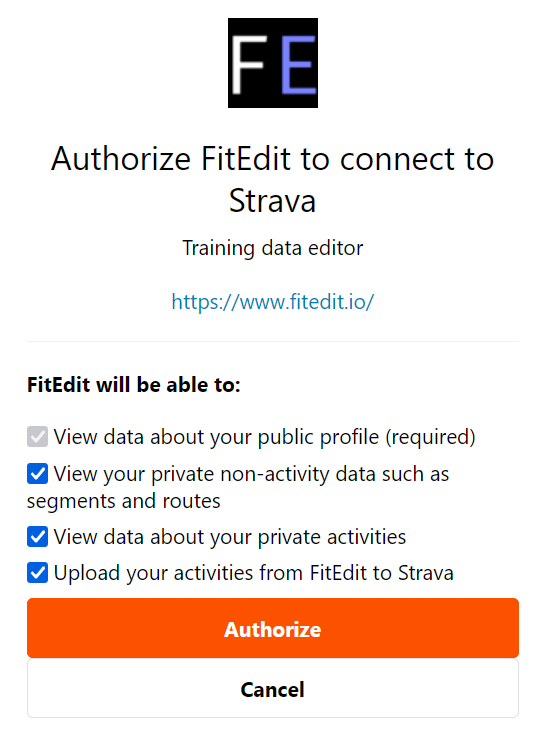 FE
Authorize FitEdit to connect to
Strava
Training data editor
https://www.fitedit.io/
FitEdit will be able to:
View data about your public profile (required)
View your private non-activity data such as
segments and routes
View data about your private activities
Upload your activities from FitEdit to Strava
Authorize
Cancel